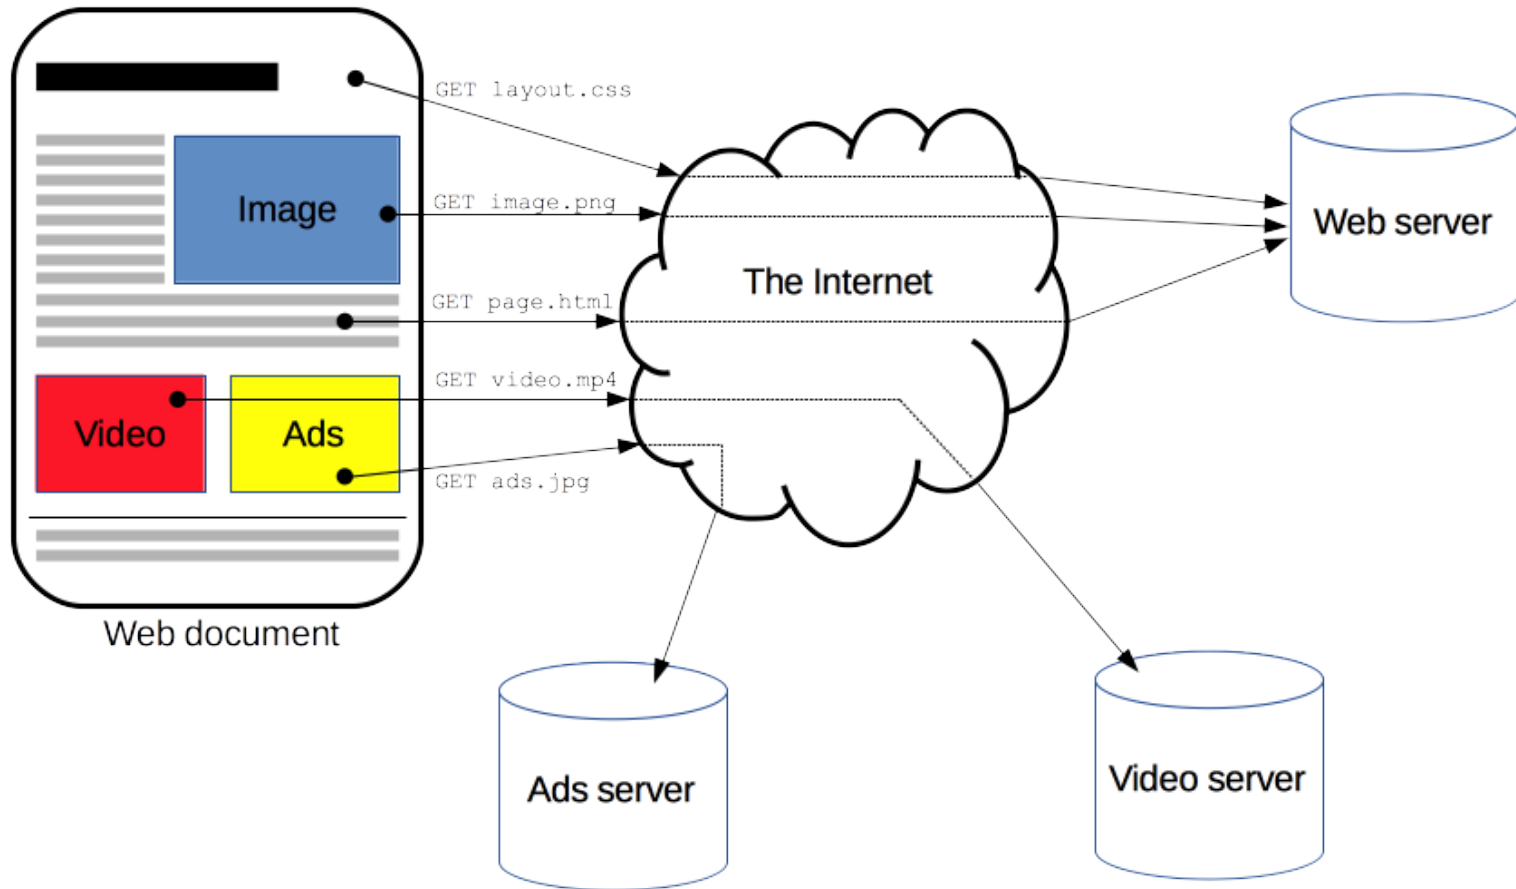 GET layout.css
Image
GET image.png
Web server
The Internet
GET page.html
GET video.mp4
Video
Ads
GET ads.jpg
Web document
Ads server
Video server